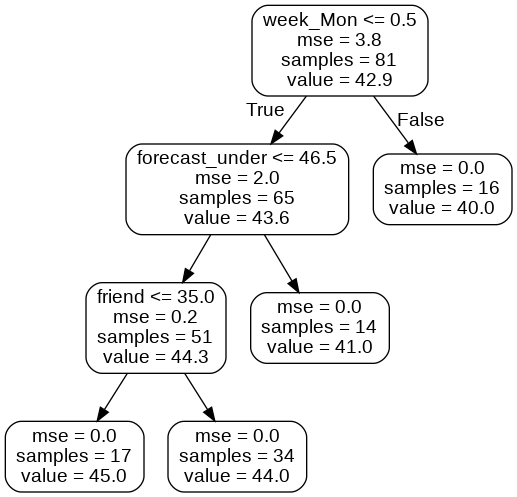 week_Mon <= 0.5
mse = 3.8
samples = 81
value = 42.9
True
False
forecast_under <= 46.5
mse = 2.0
samples = 65
value = 43.6
mse = 0.0
samples = 16
value = 40.0
friend <= 35.0
mse = 0.2
samples = 51
value = 44.3
mse = 0.0
samples = 14
value = 41.0
mse = 0.0
samples = 17
value = 45.0
mse = 0.0
samples = 34
value = 44.0